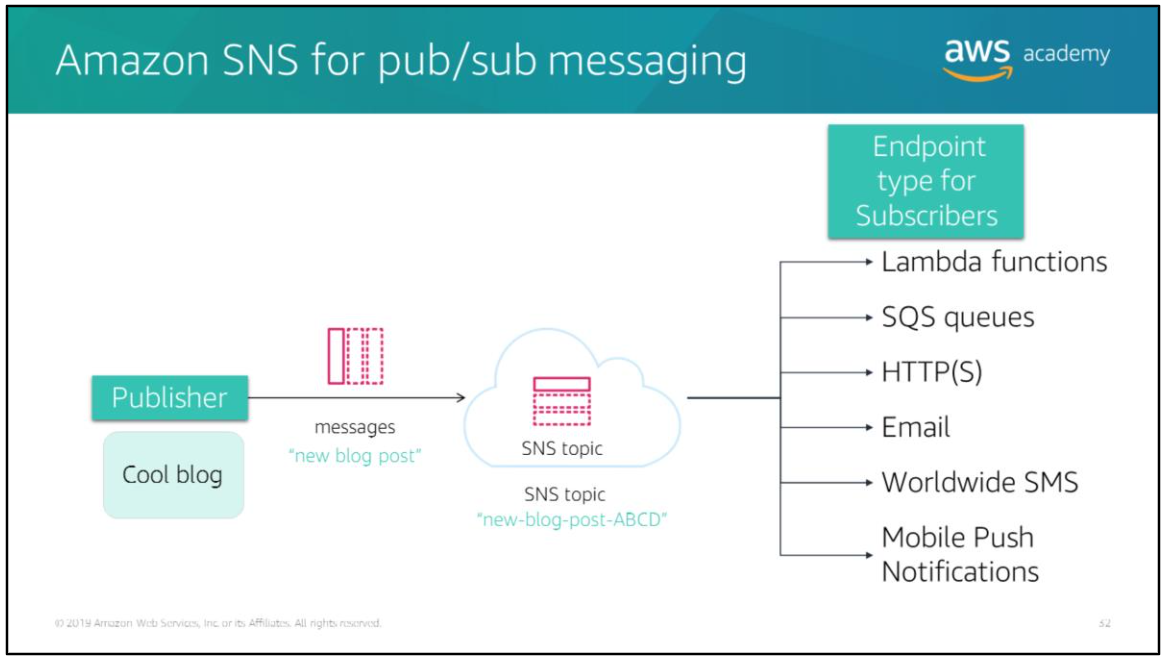 Amazon SNS for pub/sub messaging
aws academy
Endpoint
type for
Subscribers
Lambda functions
SQS queues
HTTP(S)
Email
Worldwide SMS
Mobile Push
Notifications
Publisher
Cool blog
messages
“new blog post”
SNS topic
SNS topic
“new-blog-post-ABCD”
© 2019 Amazon Web Services, Inc. or its Affiliates. All rights reserved.
32